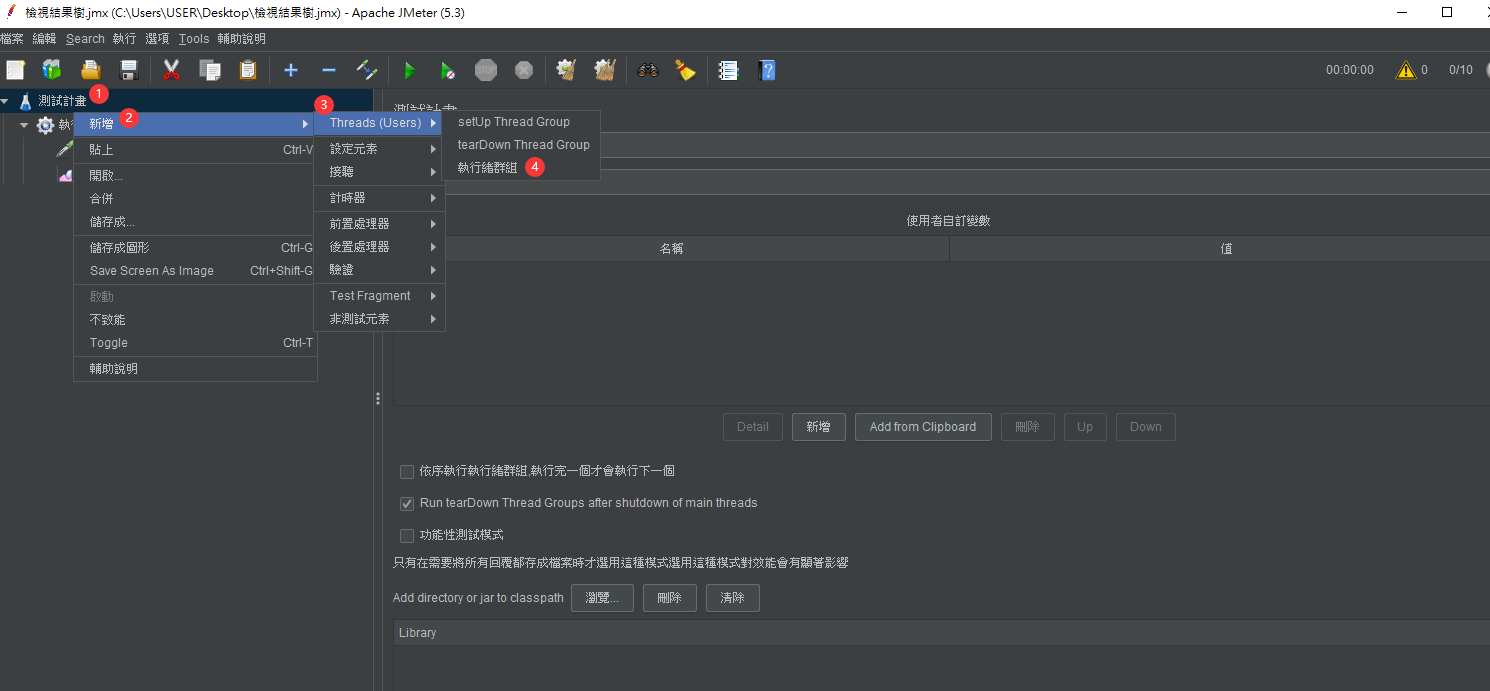 檢視結果樹.jmx (C:\Users\USER\Desktop\檢視結果樹.jmx) - Apache JMeter (5.3)
檔案 編輯 Search 執行 選項 Tools 輔助說明
STOP
00:00:00 0 0/10
測試計畫 1
執行
新增 2
貼上 Ctrl-V
開啟...
合併
儲存成...
儲存成圖形 Ctrl-G
Save Screen As Image Ctrl+Shift-G
啟動
不致能
Toggle Ctrl-T
輔助說明
3
Threads (Users)
設定元素
接聽
計時器
前置處理器
後置處理器
驗證
Test Fragment
非測試元素
setUp Thread Group
tearDown Thread Group
執行緒群組 4
測試計畫
使用者自訂變數
名稱 值
Detail 新增 Add from Clipboard 刪除 Up Down
依序執行執行緒群組,執行完一個才會執行下一個
Run tearDown Thread Groups after shutdown of main threads
功能性測試模式
只有在需要將所有回覆都存成檔案時才選用這種模式選用這種模式對效能會有顯著影響
Add directory or jar to classpath 瀏覽... 刪除 清除
Library